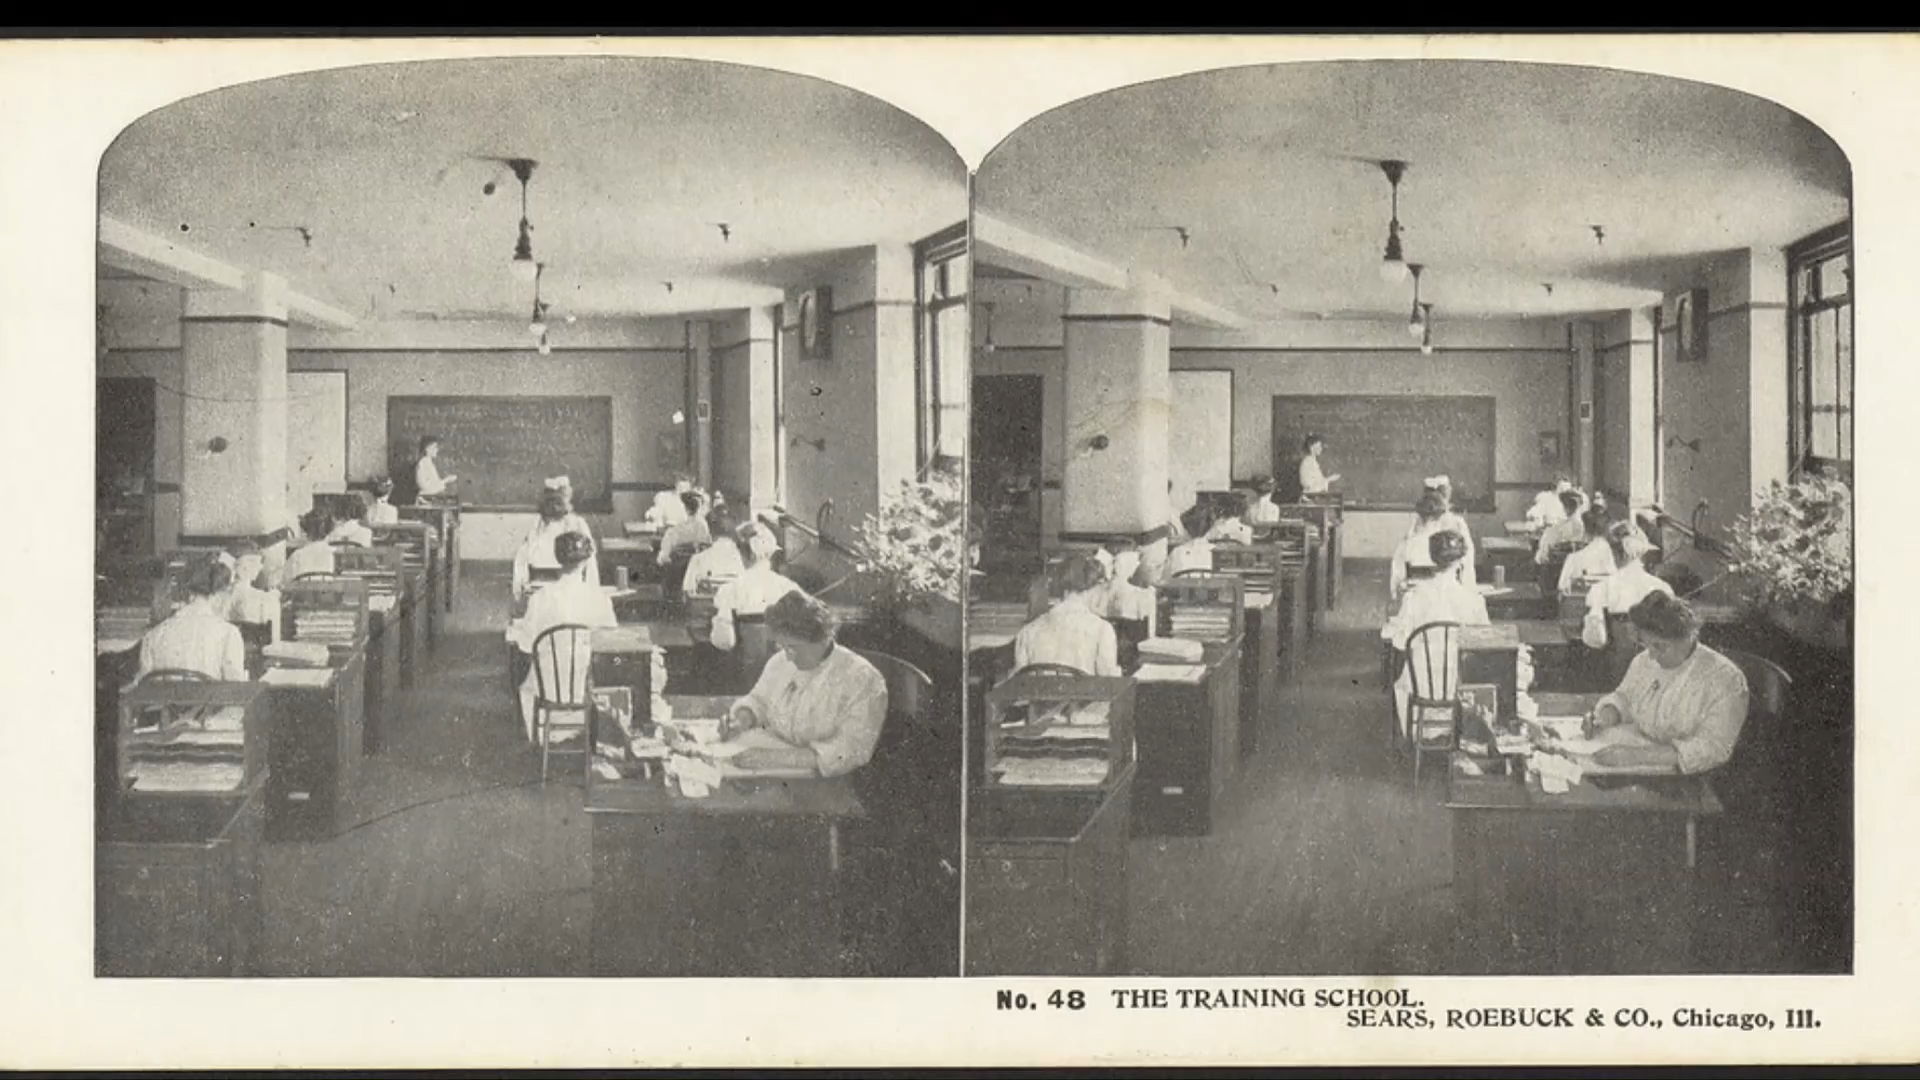 No. 48 THE TRAINING SCHOOL.
SEARS, ROEBUCK & CO., Chicago, Ill.